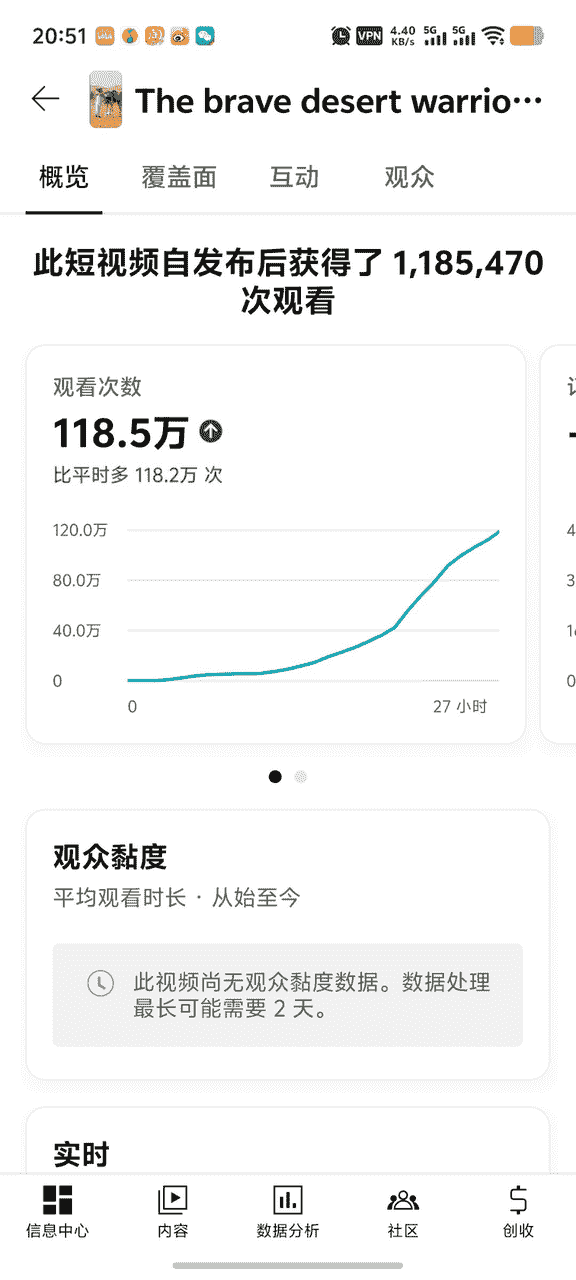 20:51
VPN 4.40 KB/s 5G 5G
The brave desert warrio···
概览 覆盖面 互动 观众
此短视频自发布后获得了 1,185,470
次观看
观看次数
118.5万
比平时多 118.2万 次
120.0万
80.0万
40.0万
0
0 27 小时
观众黏度
平均观看时长 · 从始至今
此视频尚无观众黏度数据。数据处理
最长可能需要 2 天。
实时
信息中心 内容 数据分析 社区 创收